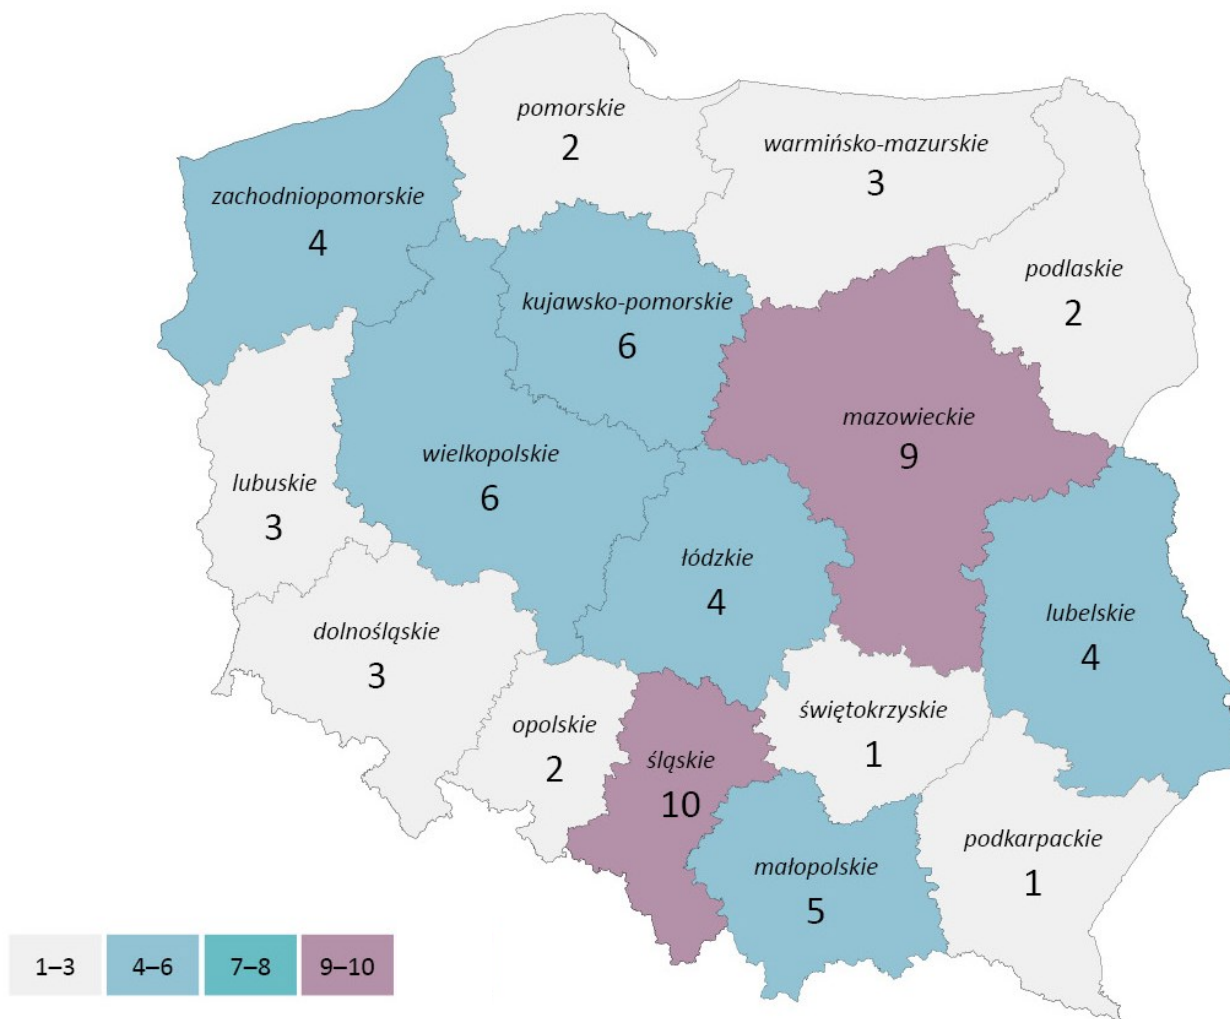 pomorskie
2
warmińsko-mazurskie
3
zachodniopomorskie
4
podlaskie
2
kujawsko-pomorskie
6
mazowieckie
9
wielkopolskie
6
lubuskie
3
łódzkie
4
lubelskie
4
dolnośląskie
3
opolskie
2
śląskie
10
świętokrzyskie
1
małopolskie
5
podkarpackie
1
1–3 4–6 7–8 9–10